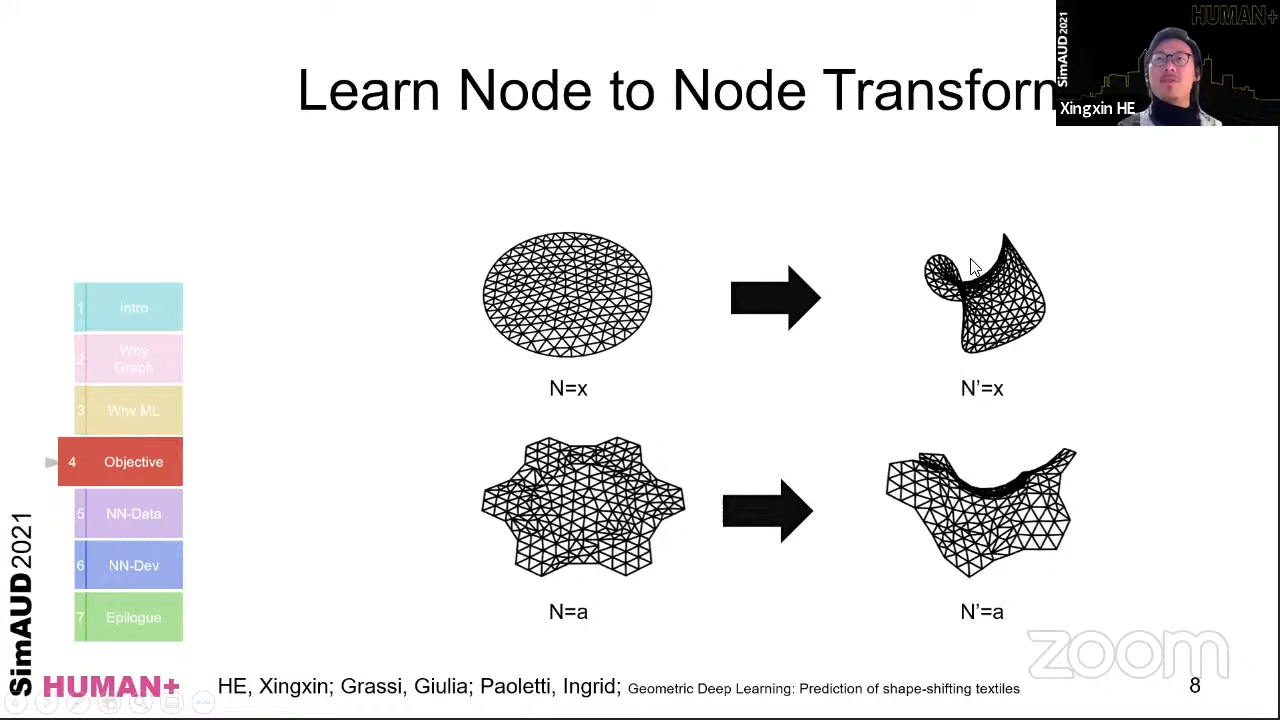 HUMAN+
SimAUD 2021
Xingxin HE
Learn Node to Node Transform
N=x
N'=x
1 Intro
2 Why
Graph
3 Why ML
4 Objective
5 NN-Data
6 NN-Dev
7 Epilogue
N=a
N'=a
zoom
SimAUD2021
HUMAN+
HE, Xingxin; Grassi, Giulia; Paoletti, Ingrid; Geometric Deep Learning: Prediction of shape-shifting textiles
8